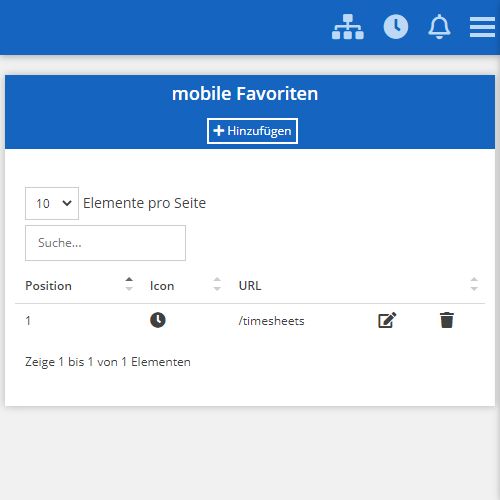 mobile Favoriten
Hinzufügen
10 Elemente pro Seite
Suche...
Position Icon URL
1 /timesheets
Zeige 1 bis 1 von 1 Elementen